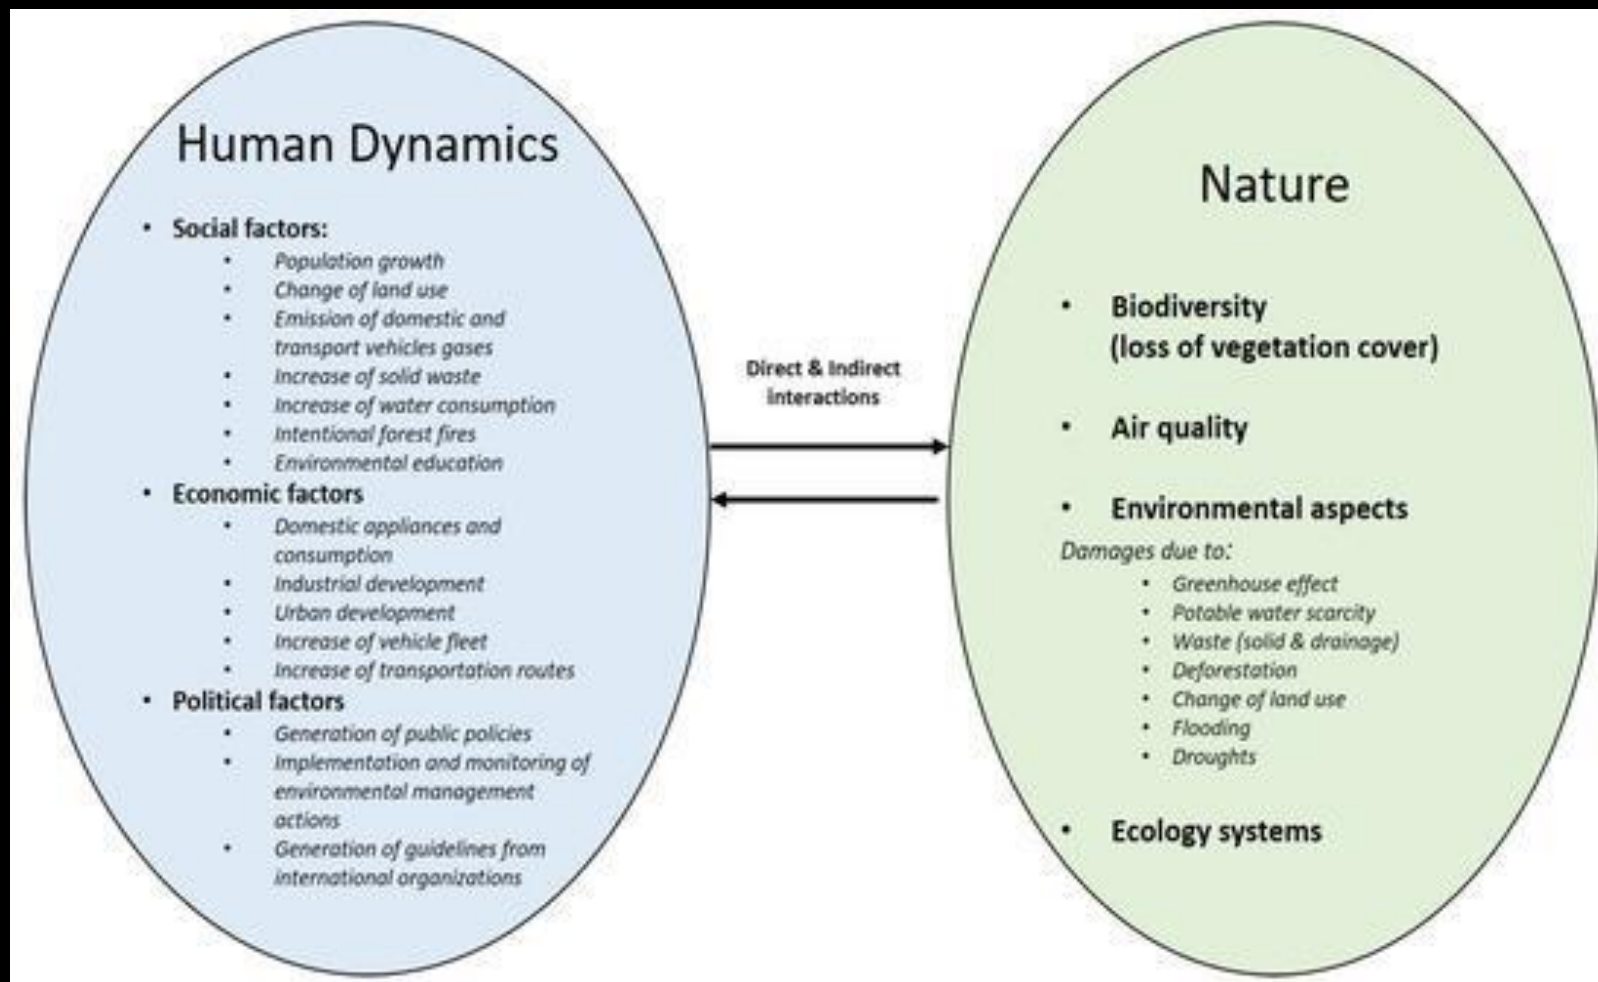 Human Dynamics
• Social factors:
• Population growth
• Change of land use
• Emission of domestic and
transport vehicles gases
• Increase of solid waste
• Increase of water consumption
• Intentional forest fires
• Environmental education
• Economic factors
• Domestic appliances and
consumption
• Industrial development
• Urban development
• Increase of vehicle fleet
• Increase of transportation routes
• Political factors
• Generation of public policies
• Implementation and monitoring of
environmental management
actions
• Generation of guidelines from
international organizations
Direct & Indirect
interactions
Nature
• Biodiversity
(loss of vegetation cover)
• Air quality
• Environmental aspects
Damages due to:
• Greenhouse effect
• Potable water scarcity
• Waste (solid & drainage)
• Deforestation
• Change of land use
• Flooding
• Droughts
• Ecology systems